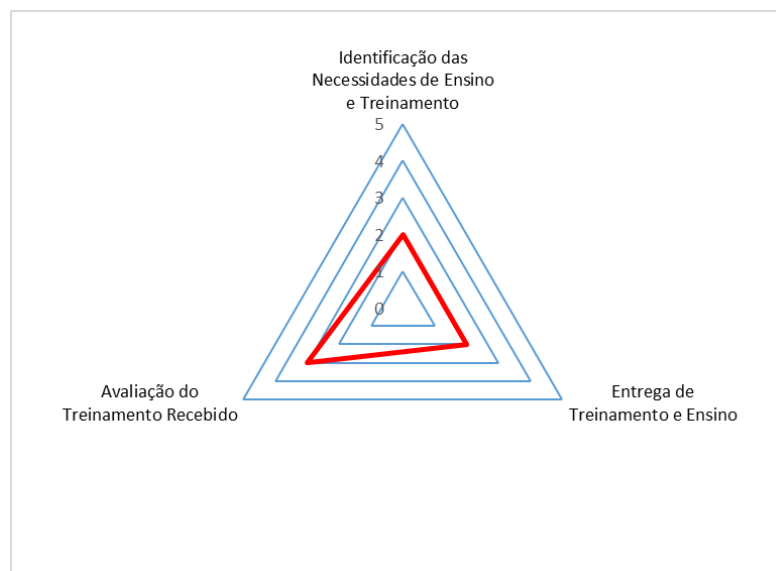 Identificação das
Necessidades de Ensino
e Treinamento
5
4
3
2
1
0
Avaliação do
Treinamento Recebido
Entrega de
Treinamento e Ensino